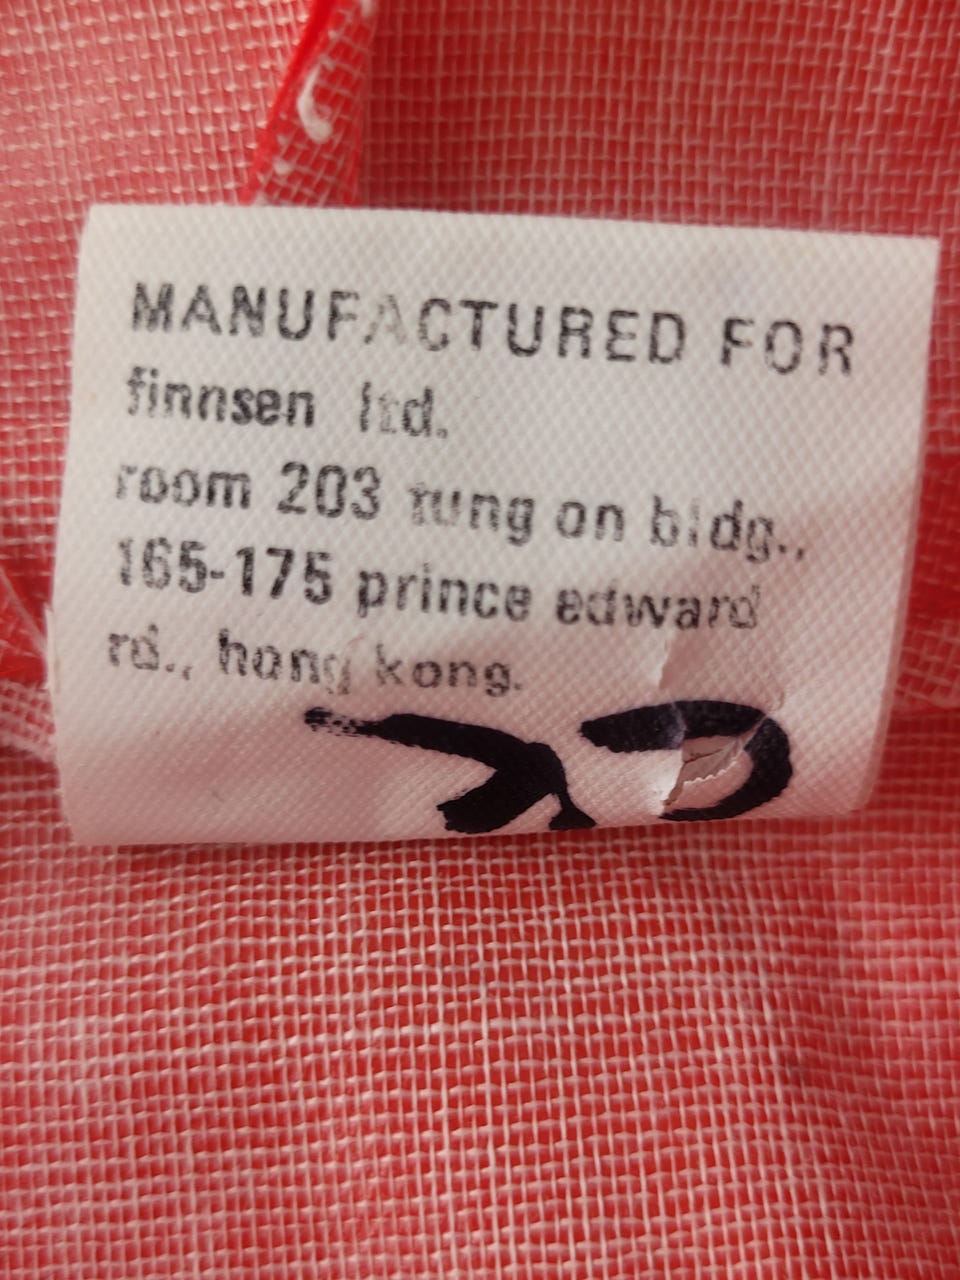 MANUFACTURED FOR
finnsen ltd.
room 203 tung on bldg.,
165-175 prince edward
rd., hong kong.